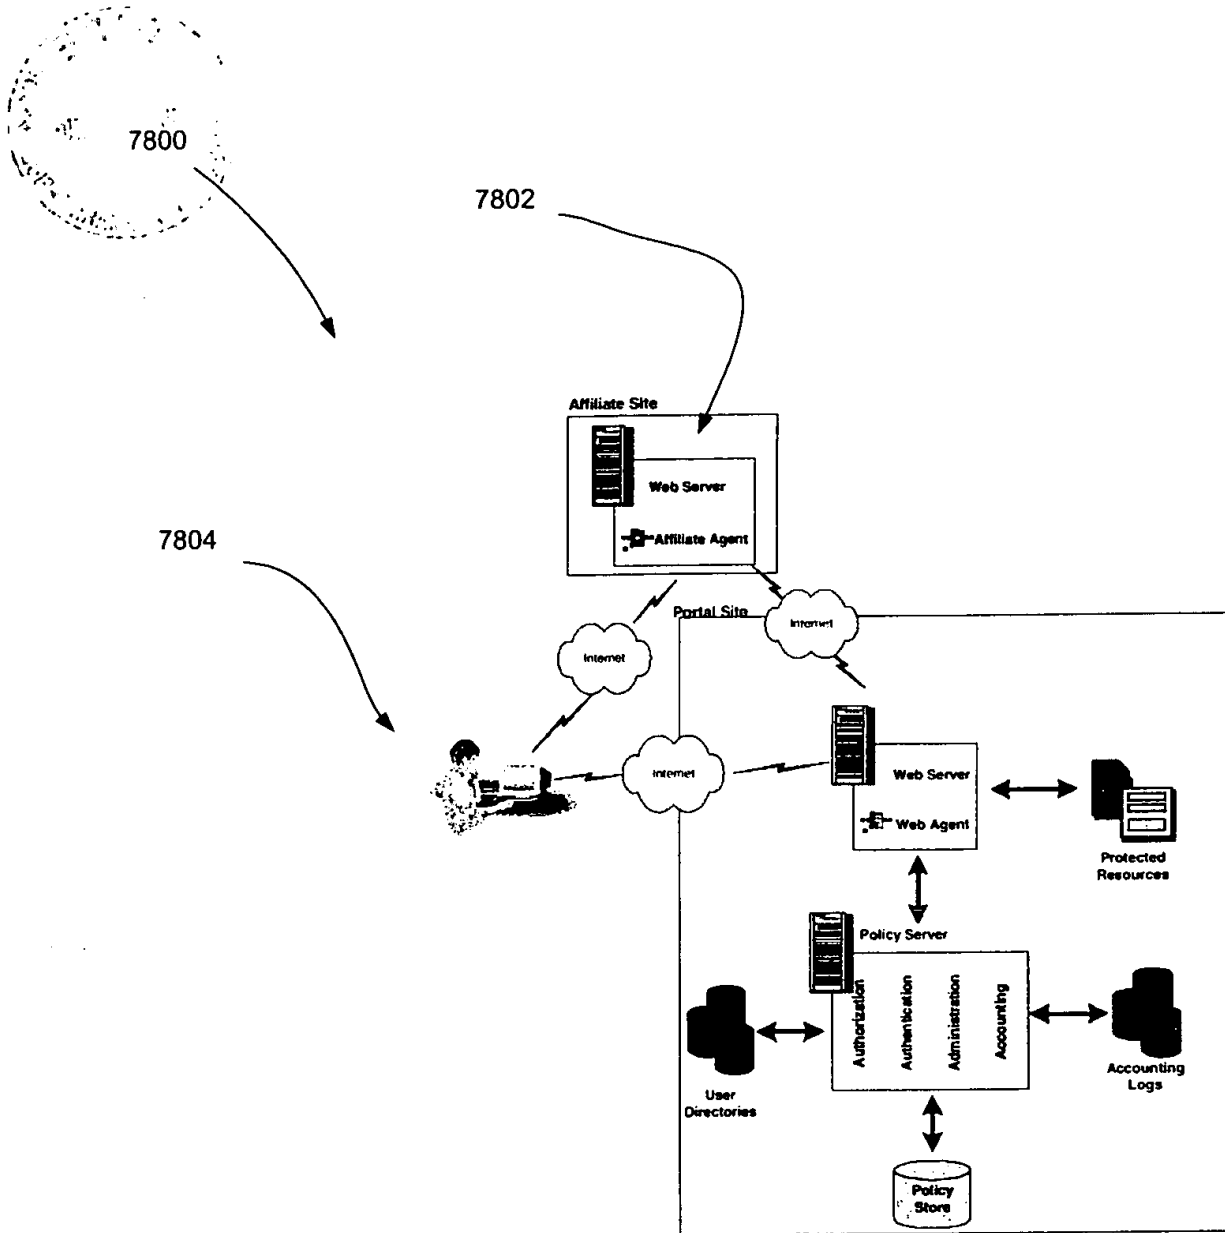 7800
7802
Affiliate Site
Web Server
Affiliate Agent
7804
Portal Site
Internet
Internet
Internet
Web Server
Web Agent
Protected
Resources
Policy Server
Authorization
Authentication
Administration
Accounting
User
Directories
Accounting
Logs
Policy
Store